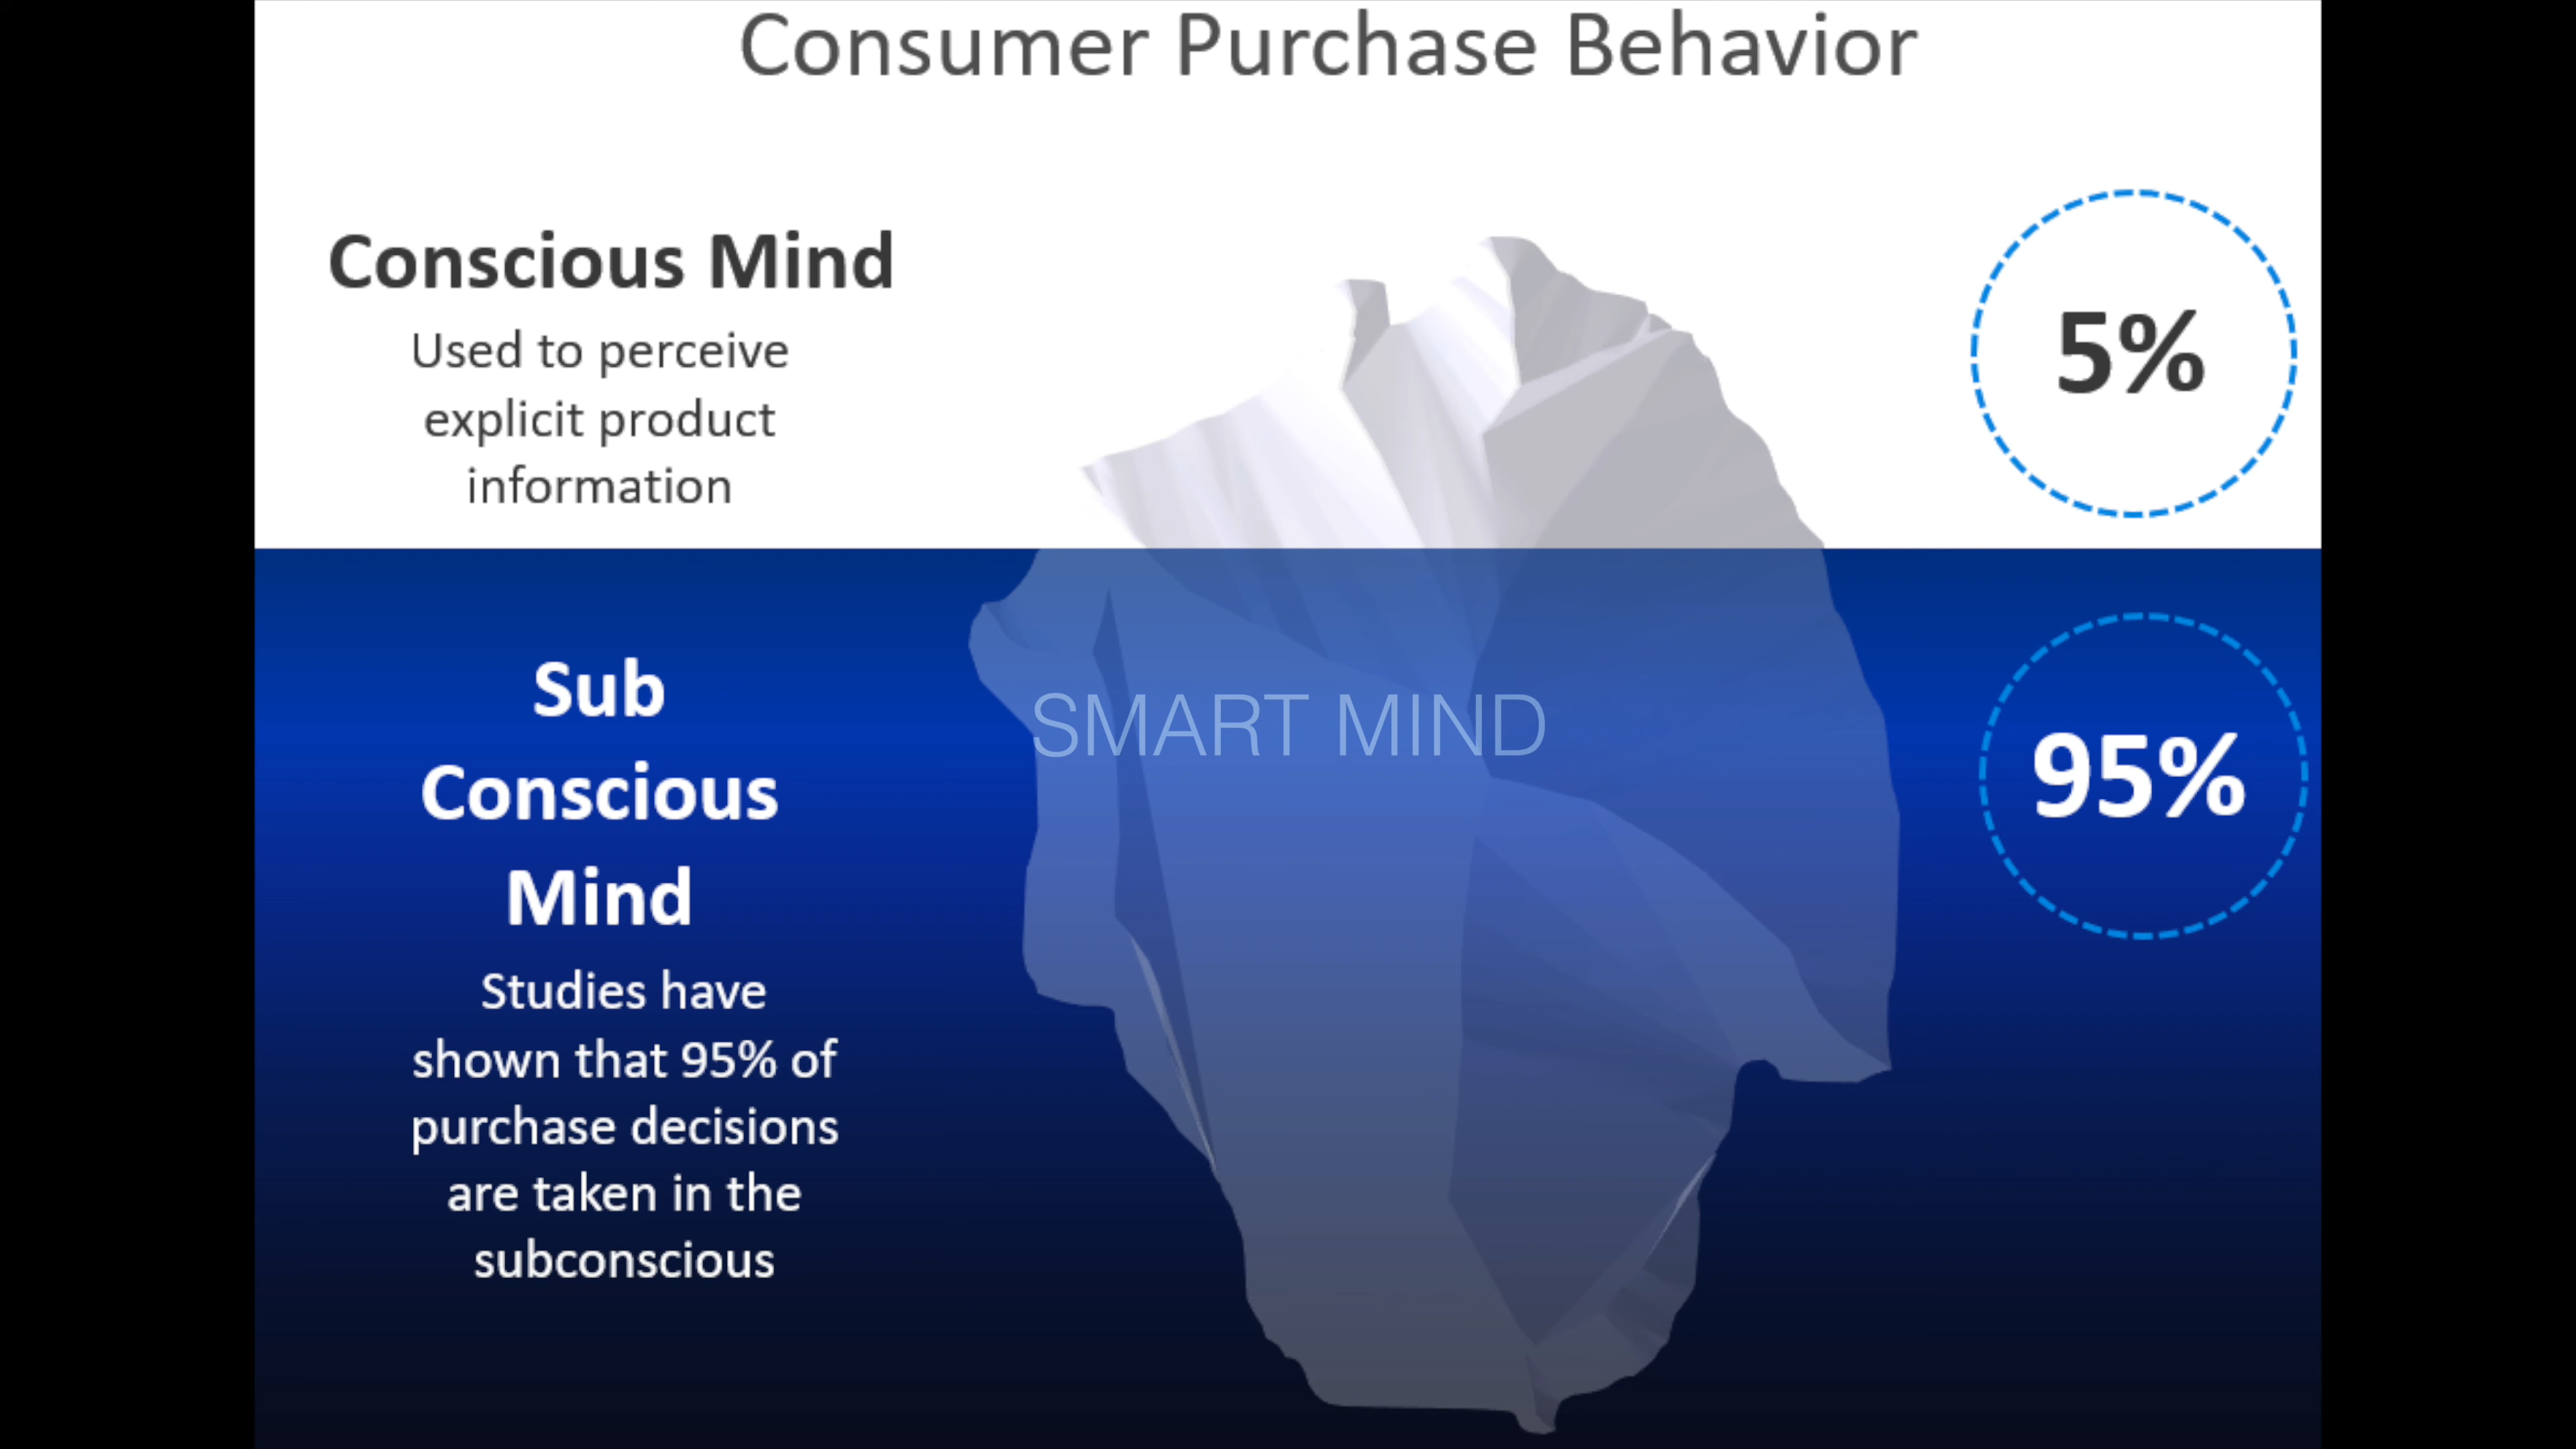 Consumer Purchase Behavior
Conscious Mind
Used to perceive
explicit product
information
5%
Sub
Conscious
Mind
Studies have
shown that 95% of
purchase decisions
are taken in the
subconscious
SMART MIND
95%